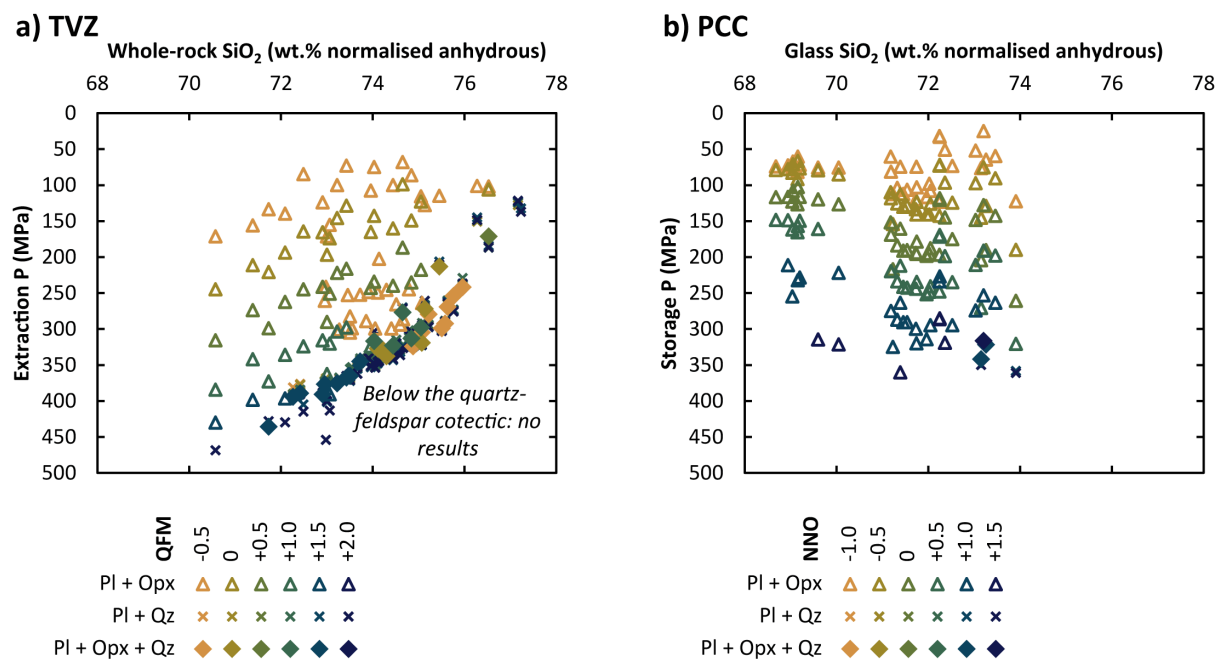 a) TVZ
Whole-rock SiO₂ (wt.% normalised anhydrous)
68 70 72 74 76 78
Extraction P (MPa)
0
50
100
150
200
250
300
350
400
450
500
Below the quartz-
feldspar cotectic: no
results
QFM
-0.5
0
+0.5
+1.0
+1.5
+2.0
Pl + Opx
Pl + Qz
Pl + Opx + Qz
b) PCC
Glass SiO₂ (wt.% normalised anhydrous)
68 70 72 74 76 78
Storage P (MPa)
0
50
100
150
200
250
300
350
400
450
500
NNO
-1.0
-0.5
0
+0.5
+1.0
+1.5
Pl + Opx
Pl + Qz
Pl + Opx + Qz